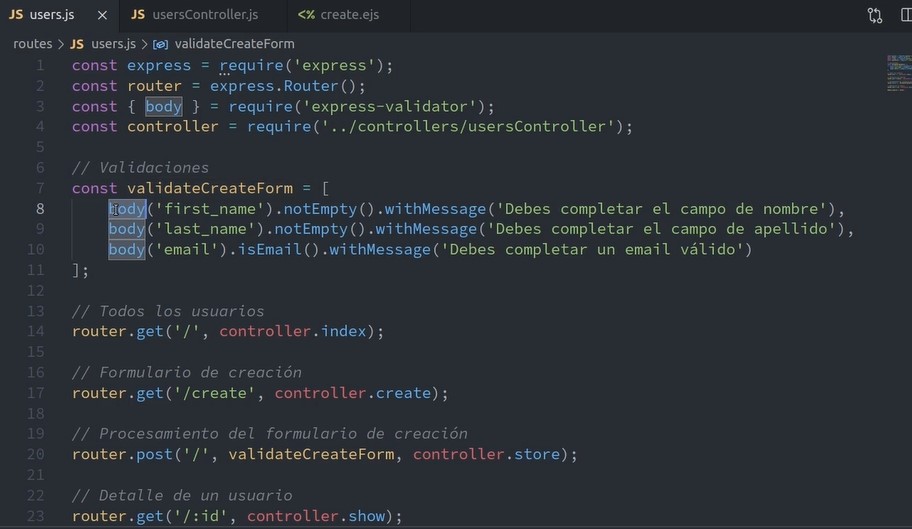 JS users.js × JS usersController.js <%> create.ejs
routes > JS users.js > validateCreateForm
1 const express = require('express');
2 const router = express.Router();
3 const { body } = require('express-validator');
4 const controller = require('../controllers/usersController');
5
6 // Validaciones
7 const validateCreateForm = [
8 body('first_name').notEmpty().withMessage('Debes completar el campo de nombre'),
9 body('last_name').notEmpty().withMessage('Debes completar el campo de apellido'),
10 body('email').isEmail().withMessage('Debes completar un email válido')
11 ];
12
13 // Todos los usuarios
14 router.get('/', controller.index);
15
16 // Formulario de creación
17 router.get('/create', controller.create);
18
19 // Procesamiento del formulario de creación
20 router.post('/', validateCreateForm, controller.store);
21
22 // Detalle de un usuario
23 router.get('/:id', controller.show);